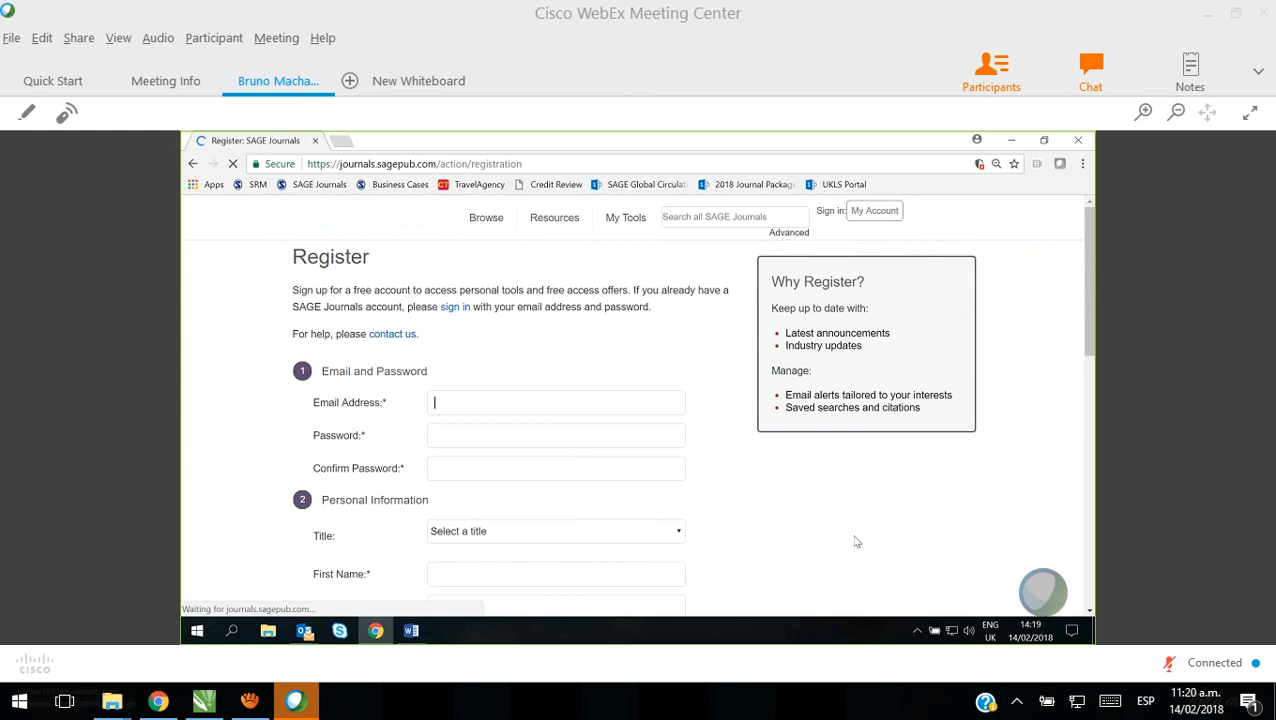 Cisco WebEx Meeting Center
File Edit Share View Audio Participant Meeting Help
Quick Start Meeting Info Bruno Macha... New Whiteboard
Participants Chat Notes
Register: SAGE Journals
Secure https://journals.sagepub.com/action/registration
Apps SRM SAGE Journals Business Cases CT TravelAgency Credit Review SAGE Global Circulati 2018 Journal Package UKLS Portal
Browse Resources My Tools Search all SAGE Journals Sign in: My Account
Advanced
Register
Sign up for a free account to access personal tools and free access offers. If you already have a
SAGE Journals account, please sign in with your email address and password.
For help, please contact us.
1 Email and Password
Email Address:*
Password:*
Confirm Password:*
2 Personal Information
Title: Select a title
First Name:*
Why Register?
Keep up to date with:
Latest announcements
Industry updates
Manage:
Email alerts tailored to your interests
Saved searches and citations
Waiting for journals.sagepub.com...
ENG
UK
14:19
14/02/2018
cisco
Connected
ESP
11:20 a.m.
14/02/2018
1